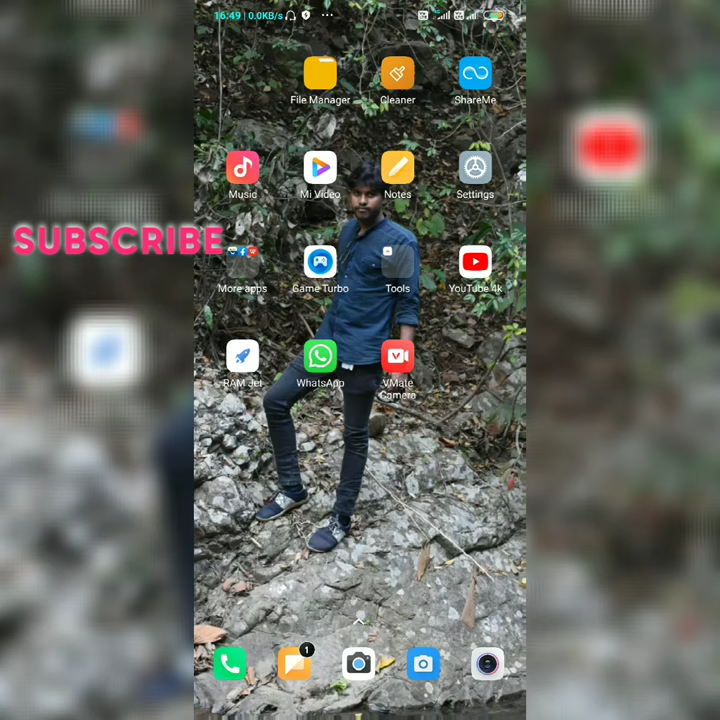 16:49 | 0.0KB/s ...
File Manager
Cleaner
ShareMe
Music
Mi Video
Notes
Settings
SUBSCRIBE
More apps
Game Turbo
Tools
YouTube 4k
RAM Jet
WhatsApp
VMate
Camera
1